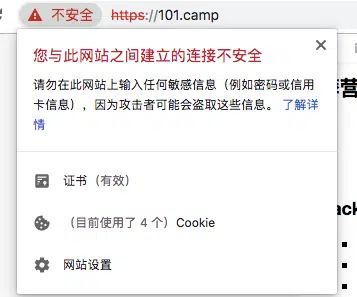 不安全 https://101.camp
您与此网站之间建立的连接不安全
请勿在此网站上输入任何敏感信息（例如密码或信用
卡信息），因为攻击者可能会盗取这些信息。 了解详
情
证书（有效）
（目前使用了 4 个）Cookie
网站设置